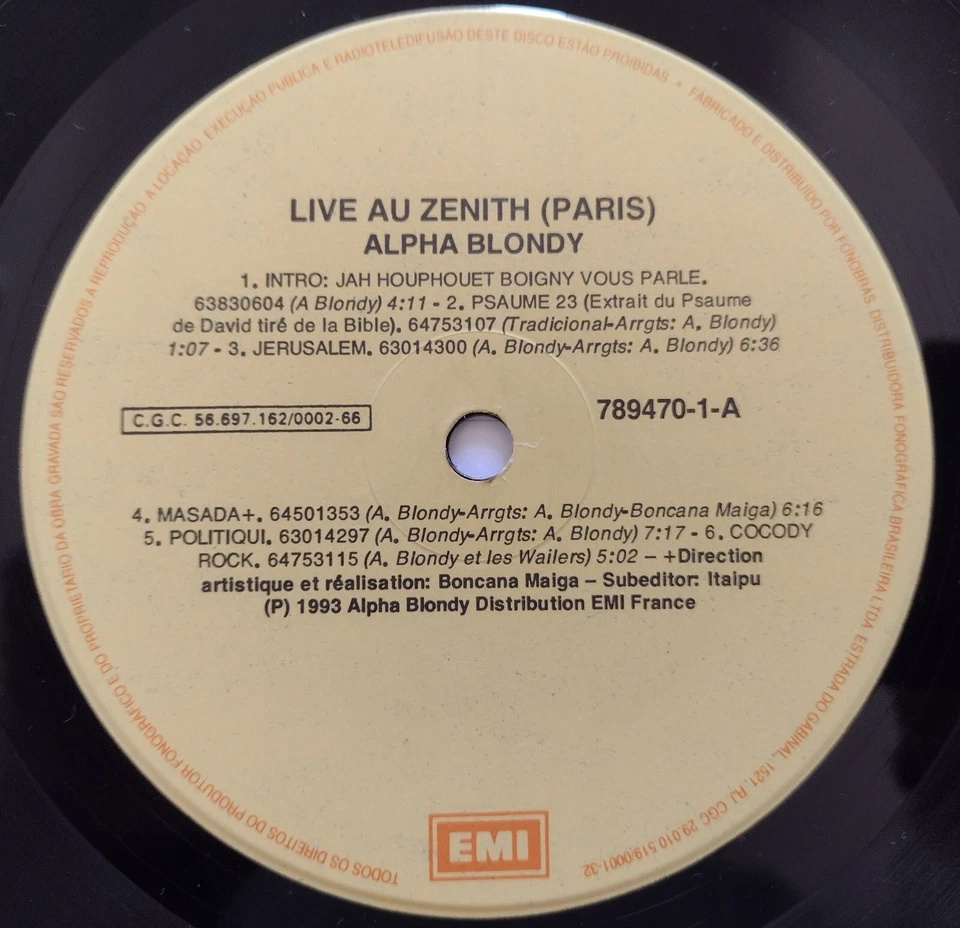 LIVE AU ZENITH (PARIS)
ALPHA BLONDY
1. INTRO: JAH HOUPHOUET BOIGNY VOUS PARLE.
63830604 (A Blondy) 4:11 - 2. PSAUME 23 (Extrait du Psaume
de David tiré de la Bible). 64753107 (Tradicional-Arrgts: A. Blondy)
1:07 - 3. JERUSALEM. 63014300 (A. Blondy-Arrgts: A. Blondy) 6:36
C.G.C. 56.697.162/0002-66
789470-1-A
4. MASADA+. 64501353 (A. Blondy-Arrgts: A. Blondy-Boncana Maiga) 6:16
5. POLITIQUI. 63014297 (A. Blondy-Arrgts: A. Blondy) 7:17 - 6. COCODY
ROCK. 64753115 (A. Blondy et les Wailers) 5:02 – +Direction
artistique et réalisation: Boncana Maiga – Subeditor: Itaipu
(P) 1993 Alpha Blondy Distribution EMI France
EMI
TODOS OS DIREITOS DO PRODUTOR FONOGRÁFICO E DO PROPRIETÁRIO DA OBRA GRAVADA SÃO RESERVADOS A REPRODUÇÃO, A LOCAÇÃO, EXECUÇÃO PÚBLICA E RADIOTELEDIFUSÃO DESTE DISCO ESTÃO PROIBIDAS • FABRICADO E DISTRIBUIDO POR FONOBRÁS DISTRIBUIDORA FONOGRÁFICA BRASILEIRA LTDA ESTRADA DO GABINAL, 1521, RJ CGC 29.010.519/0001-32